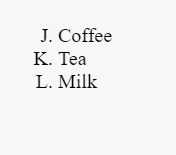 J. Coffee
K. Tea
L. Milk